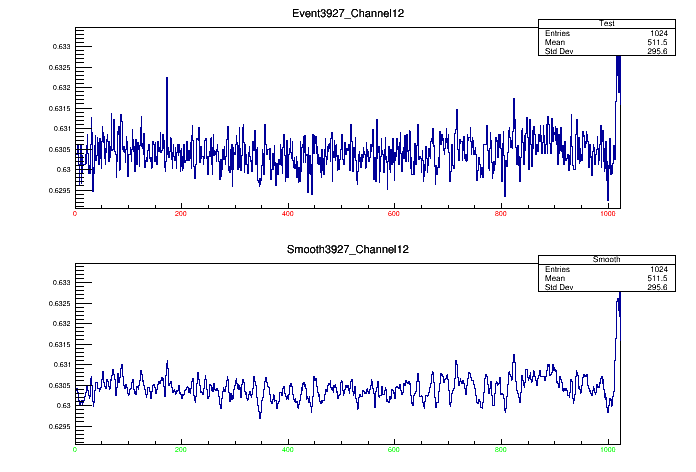 Event3927_Channel12
Test
Entries 1024
Mean 511.5
Std Dev 295.6
0.633
0.6325
0.632
0.6315
0.631
0.6305
0.63
0.6295
0 200 400 600 800 1000
Smooth3927_Channel12
Smooth
Entries 1024
Mean 511.5
Std Dev 295.6
0.633
0.6325
0.632
0.6315
0.631
0.6305
0.63
0.6295
0 200 400 600 800 1000